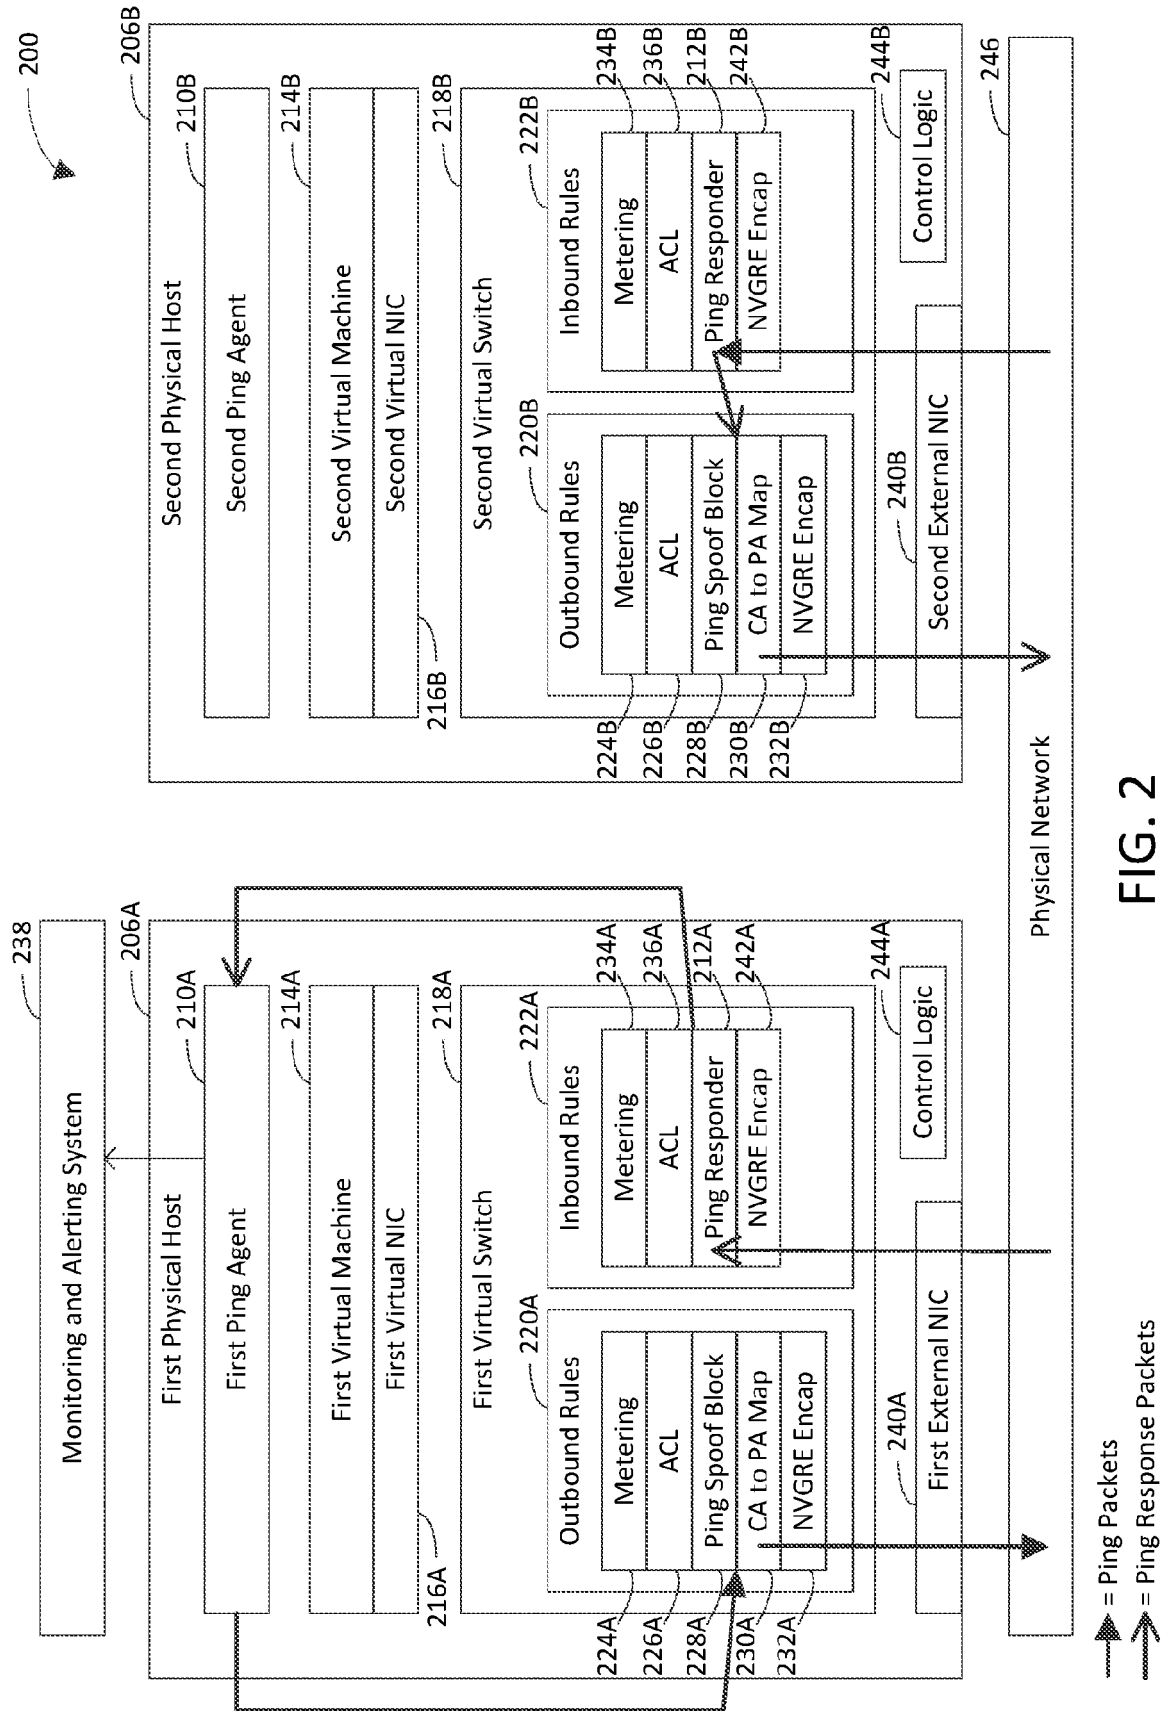 200
238
Monitoring and Alerting System
206A
First Physical Host
210A
First Ping Agent
214A
First Virtual Machine
First Virtual NIC
216A
218A
First Virtual Switch
220A
Outbound Rules
224A
Metering
226A
ACL
228A
Ping Spoof Block
230A
CA to PA Map
232A
NVGRE Encap
222A
Inbound Rules
234A
Metering
236A
ACL
212A
Ping Responder
242A
NVGRE Encap
240A
First External NIC
244A
Control Logic
206B
Second Physical Host
210B
Second Ping Agent
214B
Second Virtual Machine
Second Virtual NIC
216B
218B
Second Virtual Switch
220B
Outbound Rules
224B
Metering
226B
ACL
228B
Ping Spoof Block
230B
CA to PA Map
232B
NVGRE Encap
222B
Inbound Rules
234B
Metering
236B
ACL
212B
Ping Responder
242B
NVGRE Encap
240B
Second External NIC
244B
Control Logic
246
Physical Network
= Ping Packets
= Ping Response Packets
FIG. 2